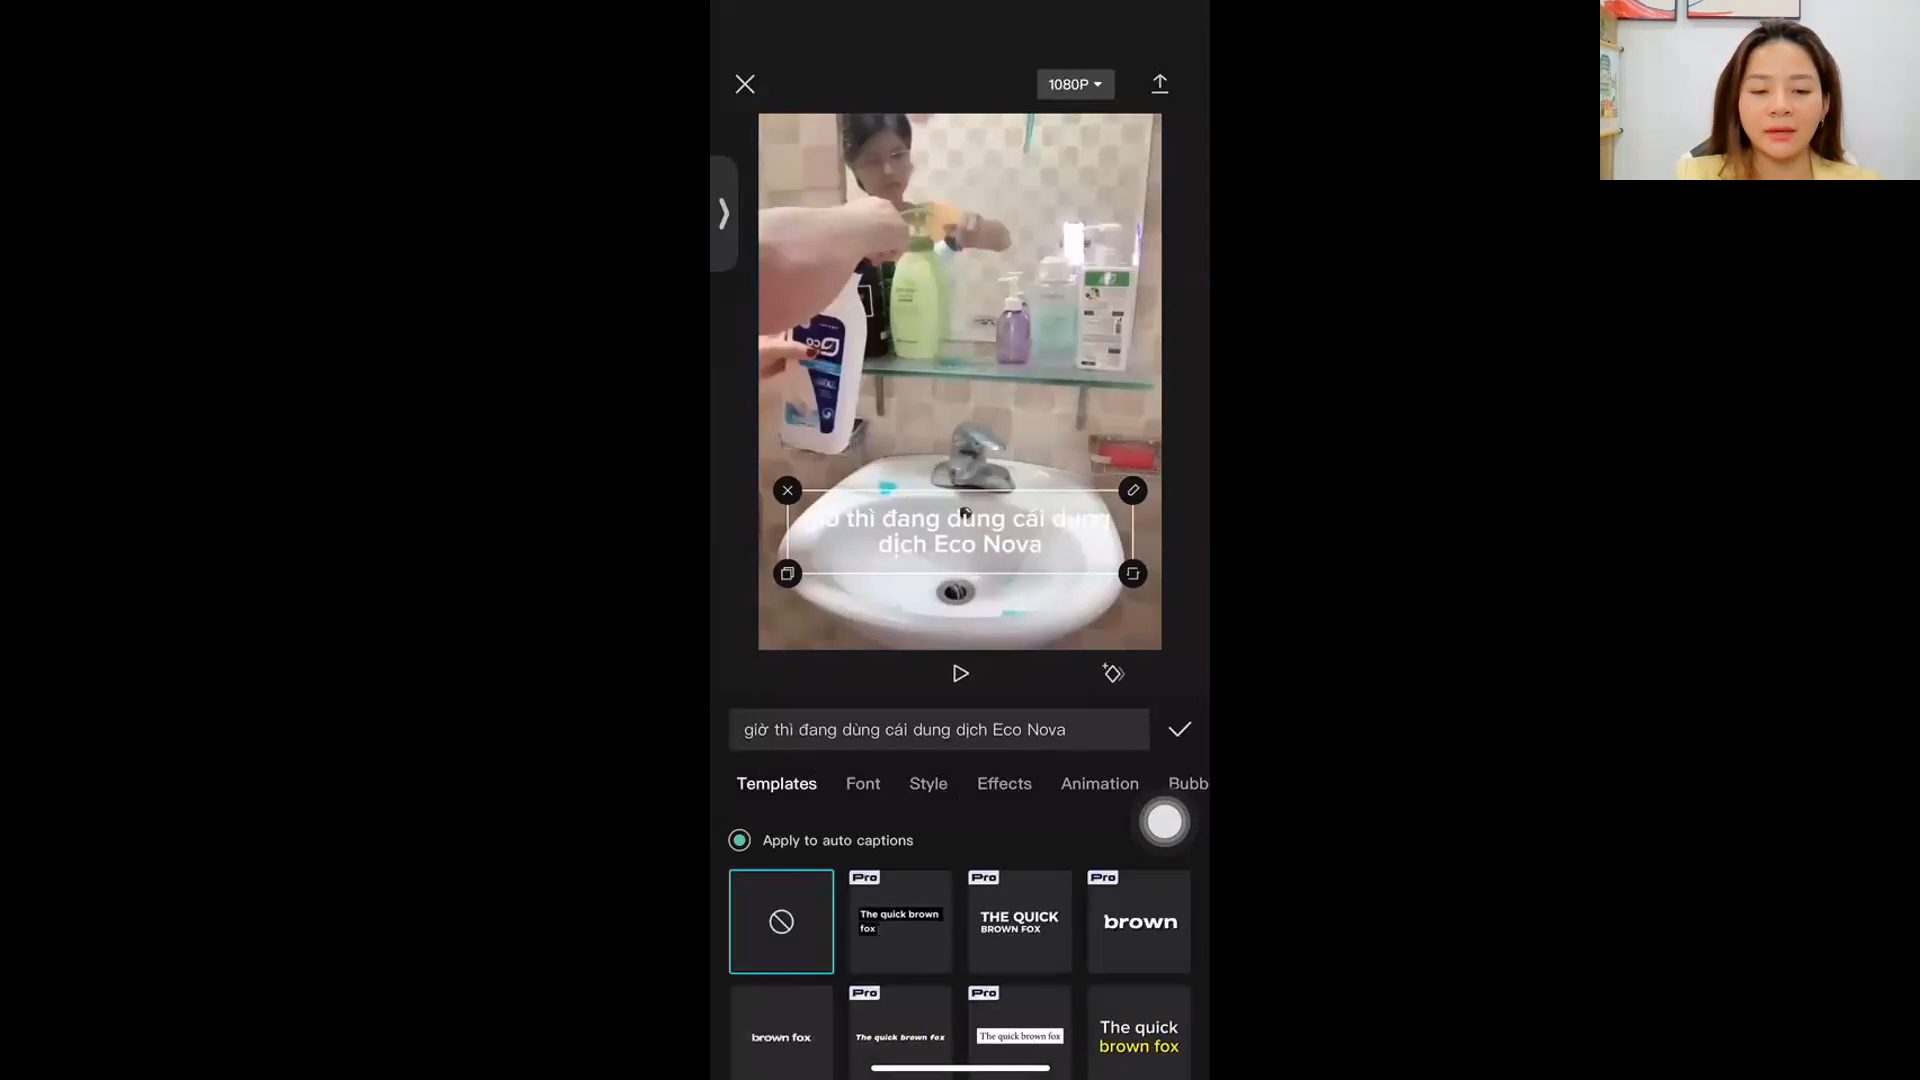 1080P
giờ thì đang dùng cái dung
dịch Eco Nova
giờ thì đang dùng cái dung dịch Eco Nova
Templates Font Style Effects Animation Bubb
Apply to auto captions
Pro Pro Pro
The quick brown
fox
THE QUICK
BROWN FOX
brown
Pro Pro
brown fox
The quick brown fox
The quick brown fox
The quick
brown fox